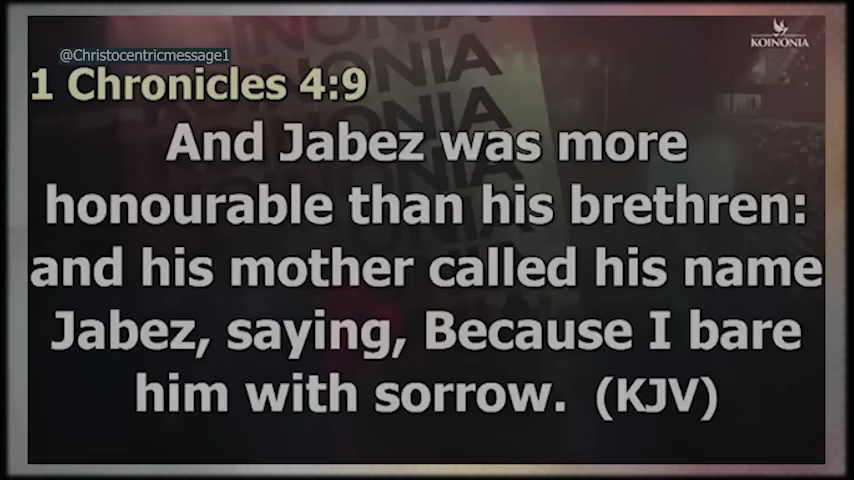 KOINONIA
@Christocentricmessage1
1 Chronicles 4:9
And Jabez was more
honourable than his brethren:
and his mother called his name
Jabez, saying, Because I bare
him with sorrow. (KJV)